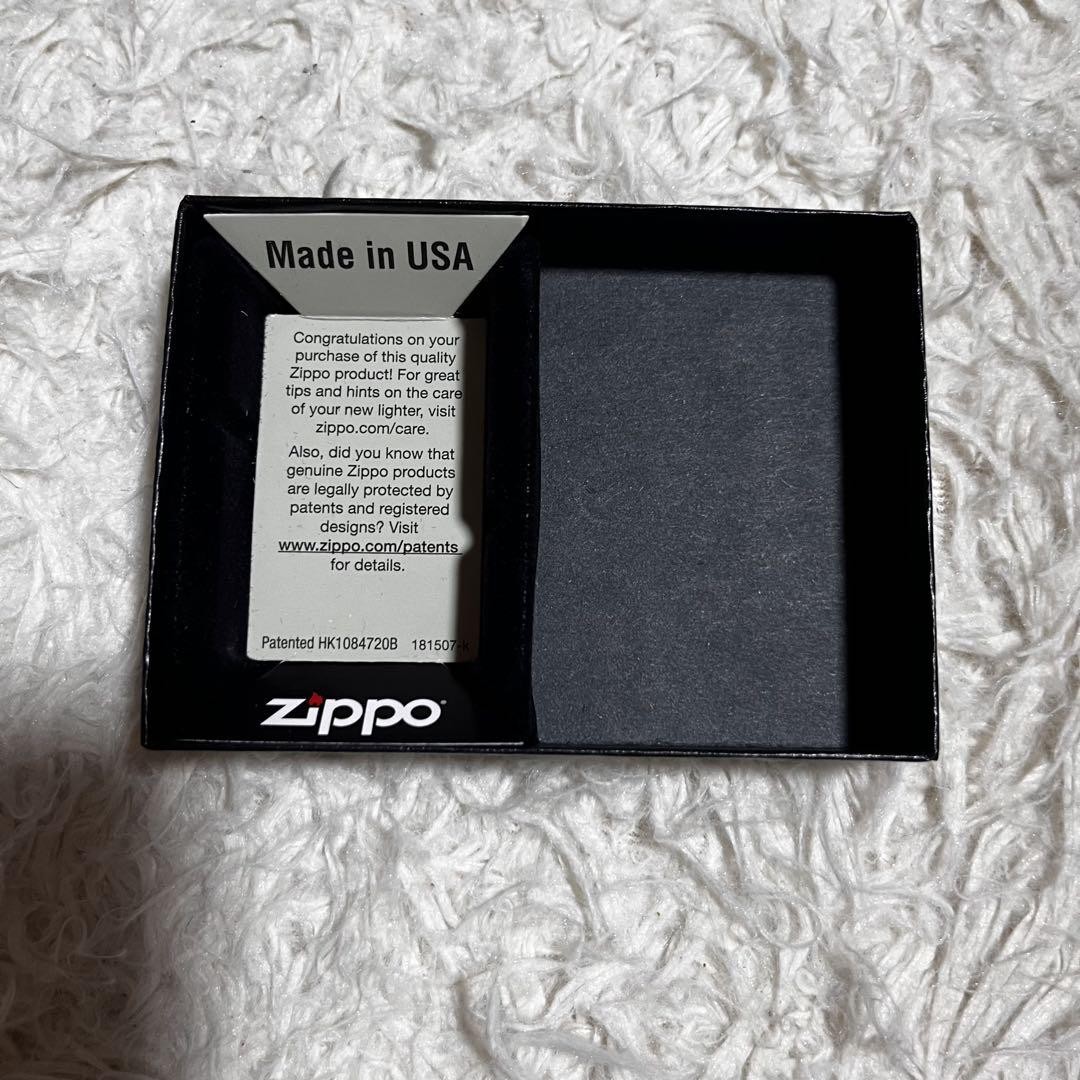 Made in USA
Congratulations on your
purchase of this quality
Zippo product! For great
tips and hints on the care
of your new lighter, visit
zippo.com/care.
Also, did you know that
genuine Zippo products
are legally protected by
patents and registered
designs? Visit
www.zippo.com/patents
for details.
Patented HK1084720B 181507-k
zippo